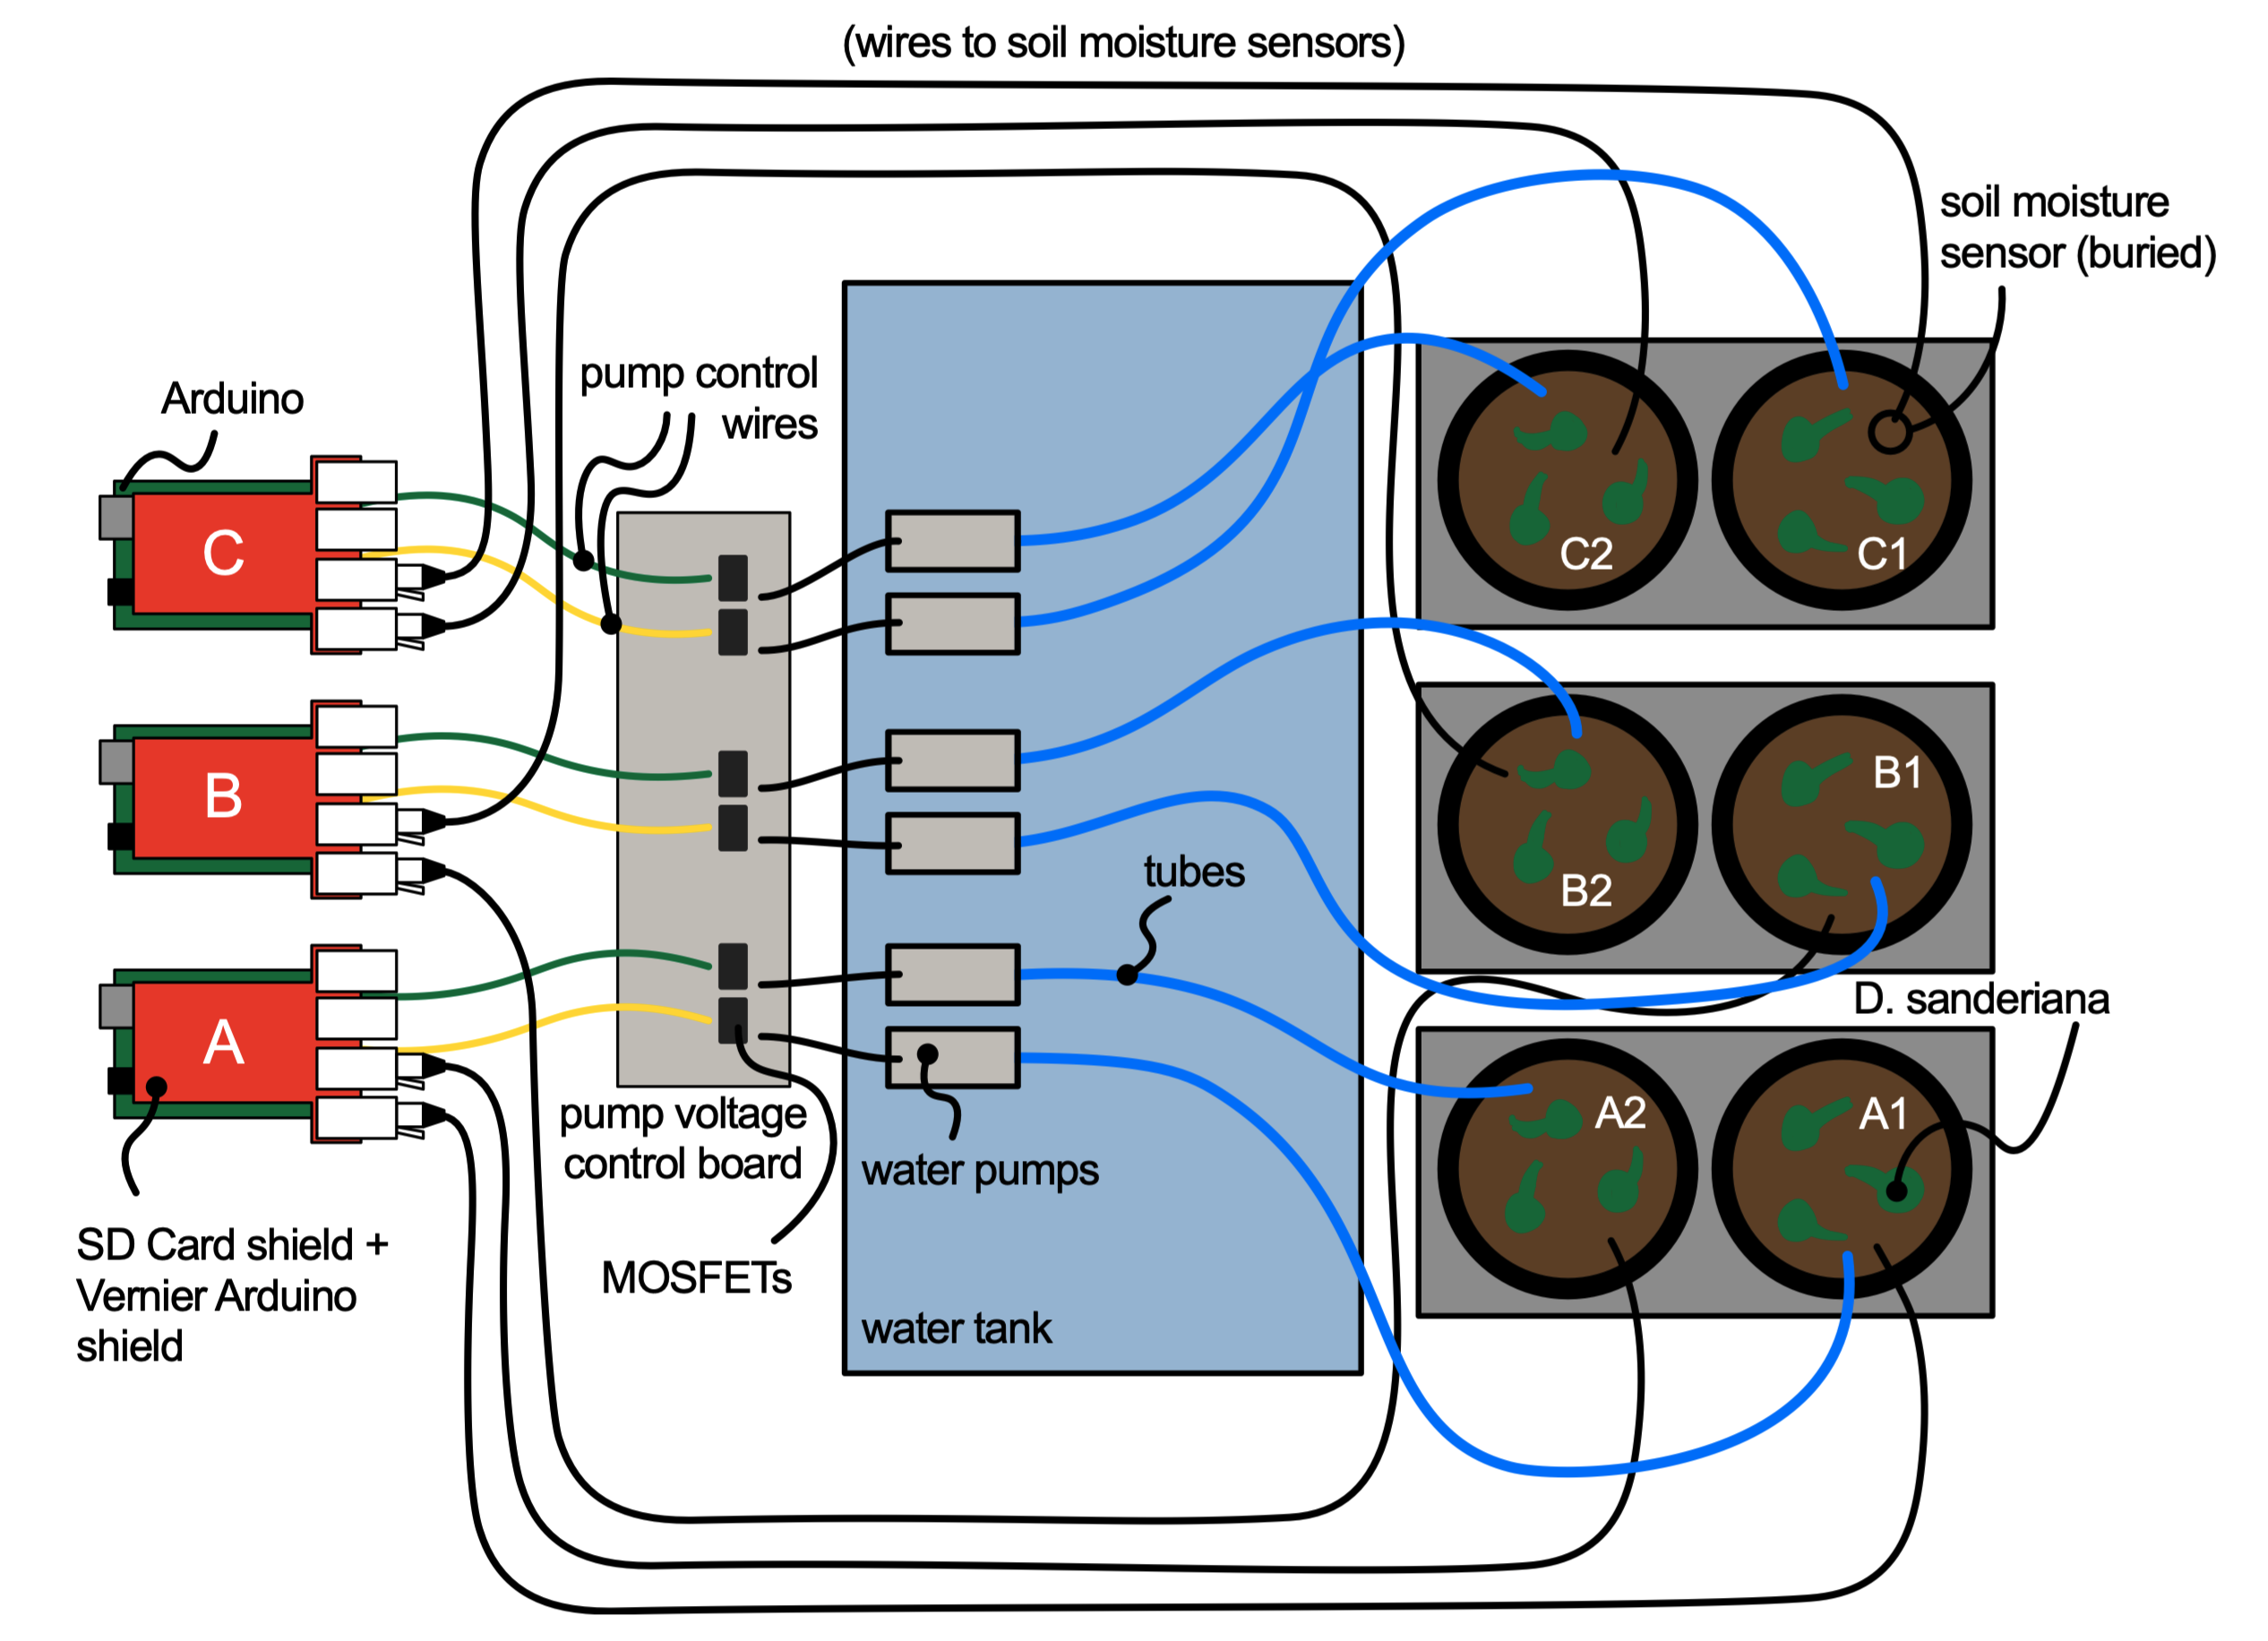 (wires to soil moisture sensors)
soil moisture
sensor (buried)
Arduino
pump control
wires
C
C2
C1
B
B1
B2
tubes
D. sanderiana
A
A2
A1
pump voltage
control board
water pumps
SD Card shield +
Vernier Arduino
shield
MOSFETs
water tank